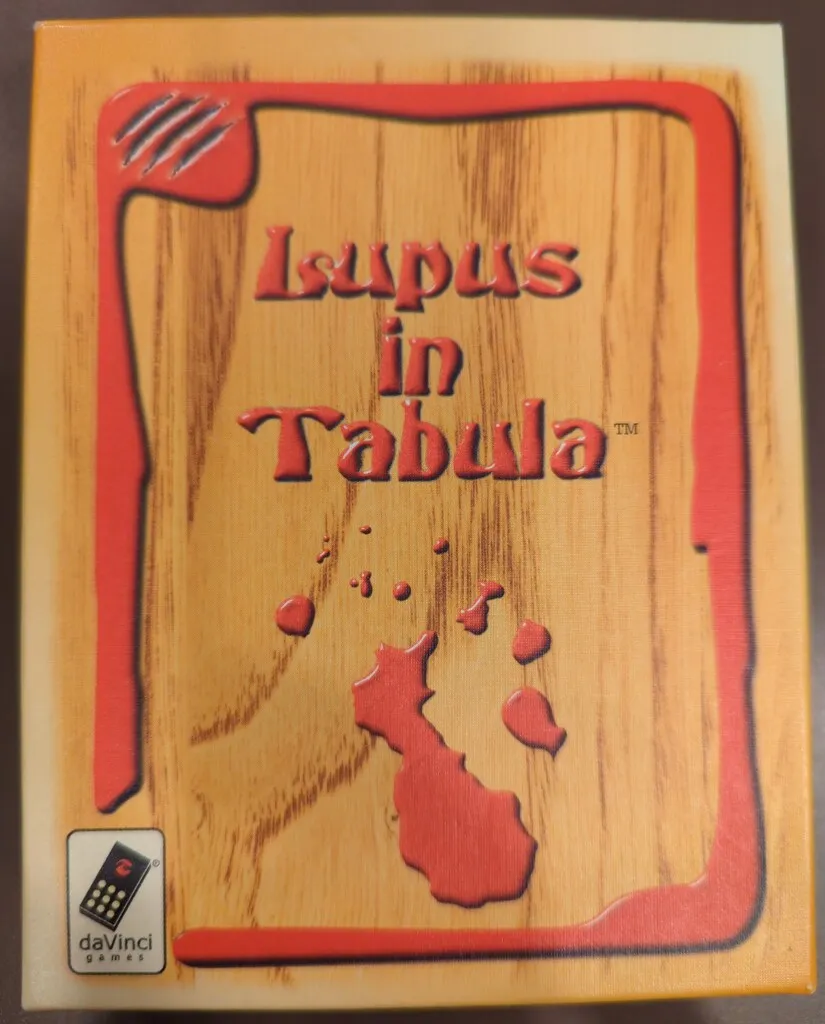 Lupus
in
Tabula™
®
daVinci
games